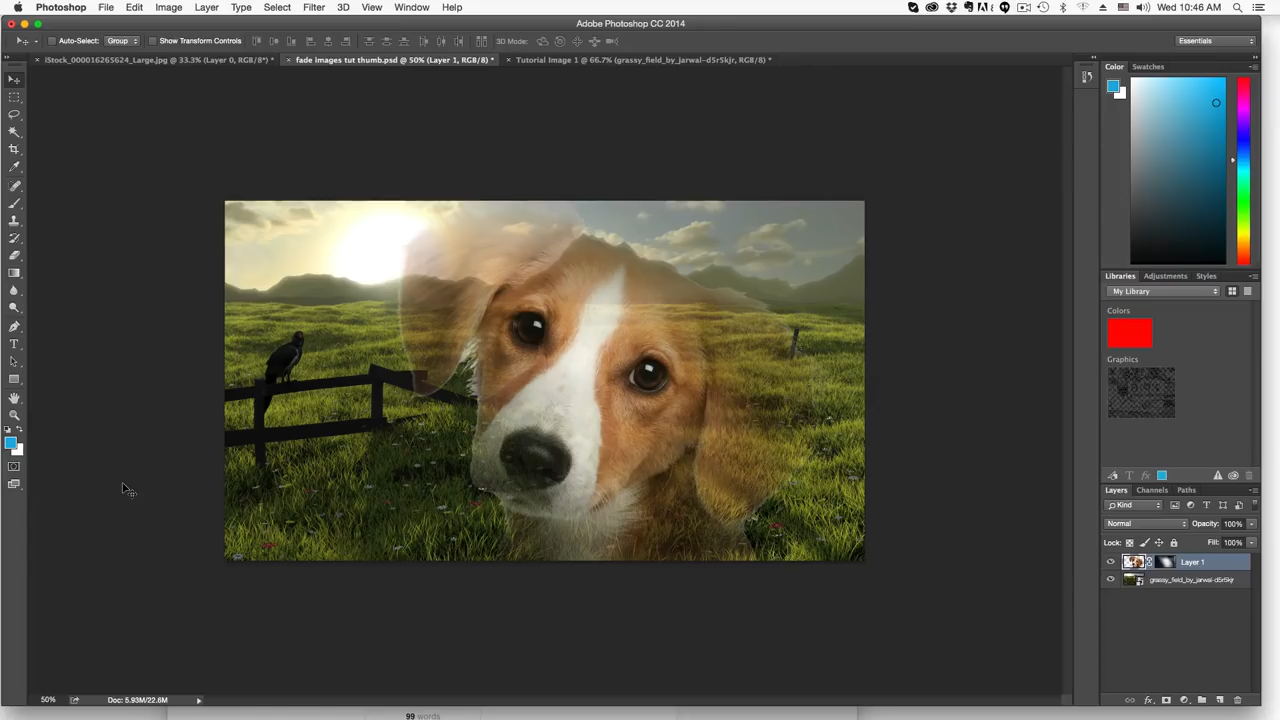 Photoshop File Edit Image Layer Type Select Filter 3D View Window Help Wed 10:46 AM
Adobe Photoshop CC 2014
Auto-Select: Group Show Transform Controls 3D Mode: Essentials
iStock_000016265624_Large.jpg @ 33.3% (Layer 0, RGB/8*) * fade images tut thumb.psd @ 50% (Layer 1, RGB/8) * Tutorial Image 1 @ 66.7% (grassy_field_by_jarwai-d5r5kjr, RGB/8) *
Color Swatches
Libraries Adjustments Styles
My Library
Colors
Graphics
Layers Channels Paths
Kind
Normal Opacity: 100%
Lock: Fill: 100%
Layer 1
grassy_field_by_jarwai-d5r5kjr
50% Doc: 5.93M/22.6M
99 words